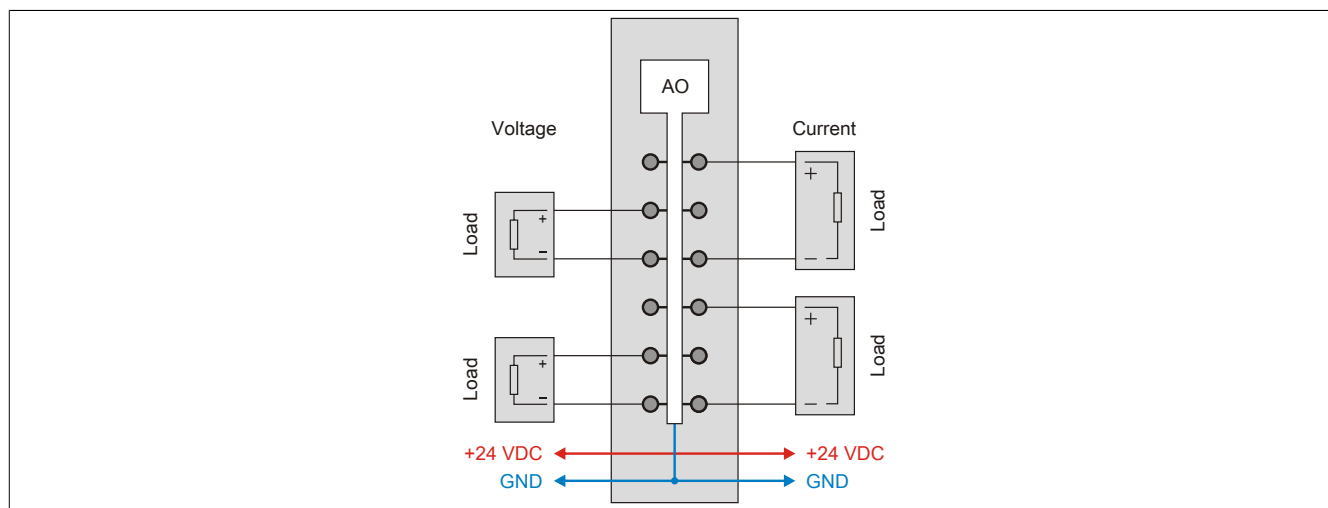 AO
Voltage
Current
Load
+
−
+
−
Load
Load
+
−
+
−
Load
+24 VDC
+24 VDC
GND
GND